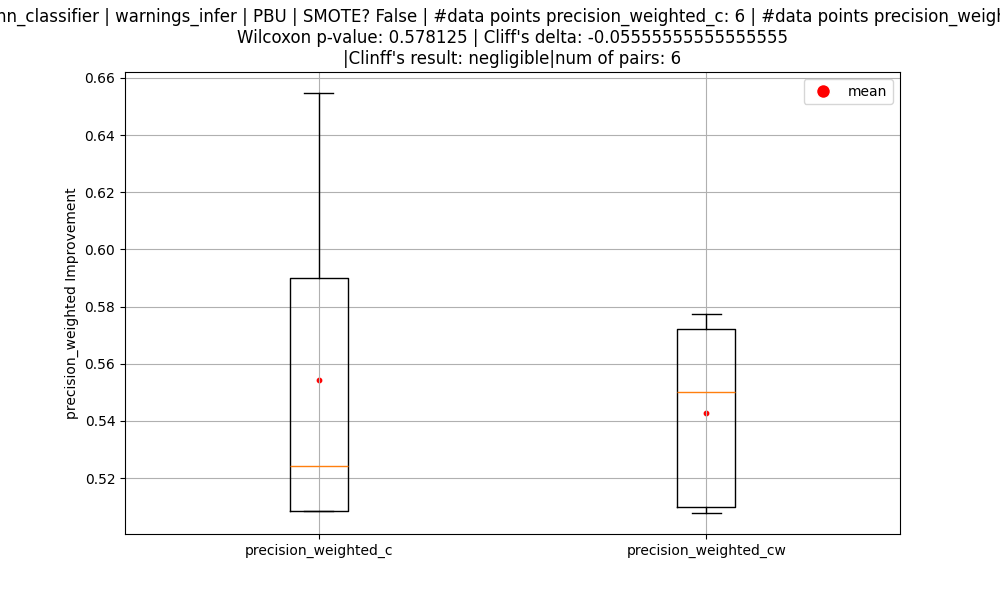 nn_classifier | warnings_infer | PBU | SMOTE? False | #data points precision_weighted_c: 6 | #data points
Wilcoxon p-value: 0.578125 | Cliff's delta: -0.05555555555555555
|Clinff's result: negligible|num of pairs: 6
mean
0.66
0.64
0.62
0.60
0.58
0.56
0.54
0.52
precision_weighted Improvement
precision_weighted_c
precision_weighted_cw